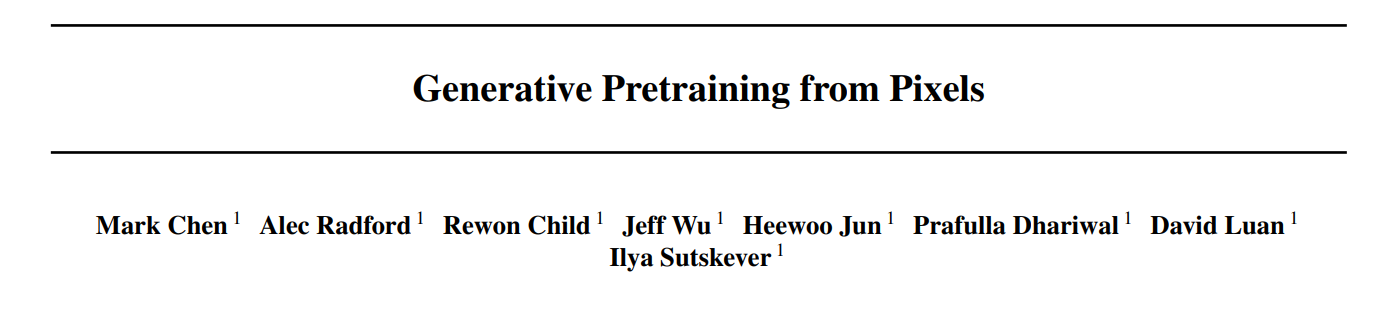 Generative Pretraining from Pixels
Mark Chen 1 Alec Radford 1 Rewon Child 1 Jeff Wu 1 Heewoo Jun 1 Prafulla Dhariwal 1 David Luan 1
Ilya Sutskever 1